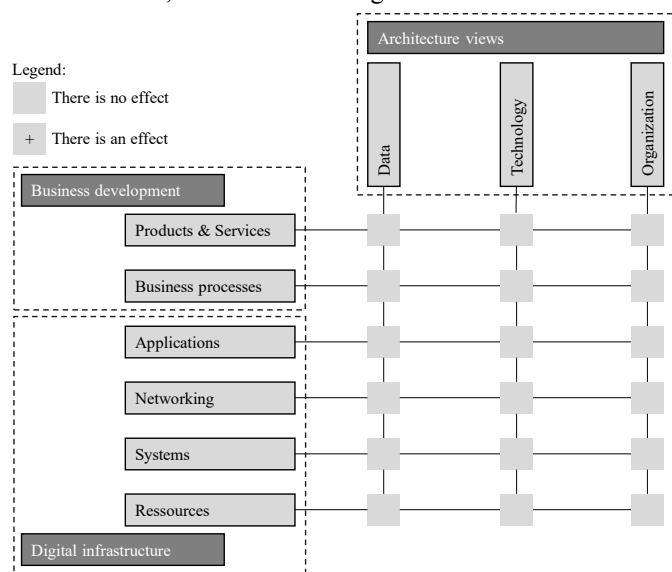 Architecture views
Legend:
There is no effect
+ There is an effect
Data
Technology
Organization
Business development
Products & Services
Business processes
Applications
Networking
Systems
Ressources
Digital infrastructure